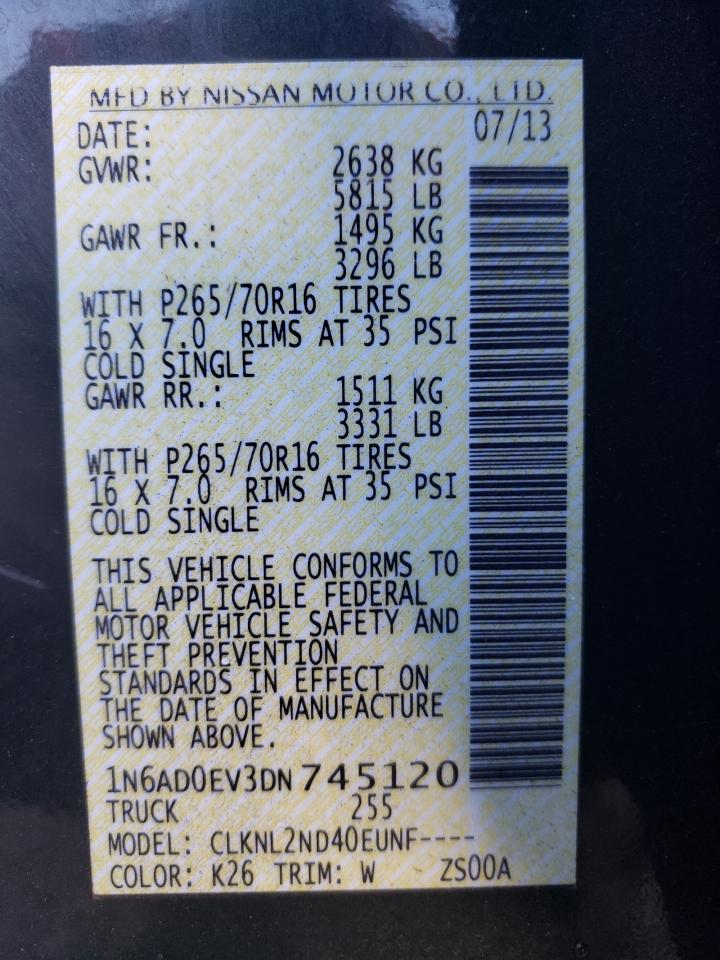 MFD BY NISSAN MOTOR CO., LTD.
DATE: 07/13
GVWR: 2638 KG
5815 LB
GAWR FR.: 1495 KG
3296 LB
WITH P265/70R16 TIRES
16 X 7.0 RIMS AT 35 PSI
COLD SINGLE
GAWR RR.: 1511 KG
3331 LB
WITH P265/70R16 TIRES
16 X 7.0 RIMS AT 35 PSI
COLD SINGLE
THIS VEHICLE CONFORMS TO
ALL APPLICABLE FEDERAL
MOTOR VEHICLE SAFETY AND
THEFT PREVENTION
STANDARDS IN EFFECT ON
THE DATE OF MANUFACTURE
SHOWN ABOVE.
1N6AD0EV3DN745120
TRUCK 255
MODEL: CLKNL2ND40EUNF----
COLOR: K26 TRIM: W ZS00A